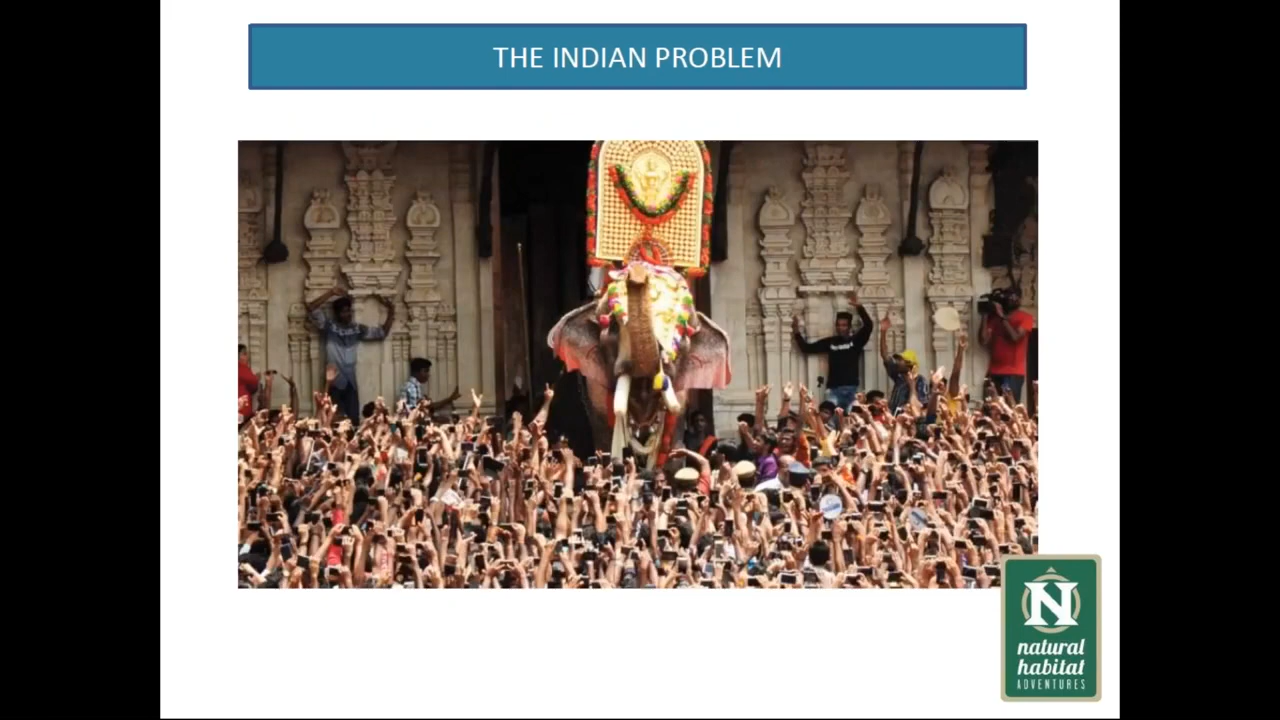 THE INDIAN PROBLEM
N
natural
habitat
ADVENTURES